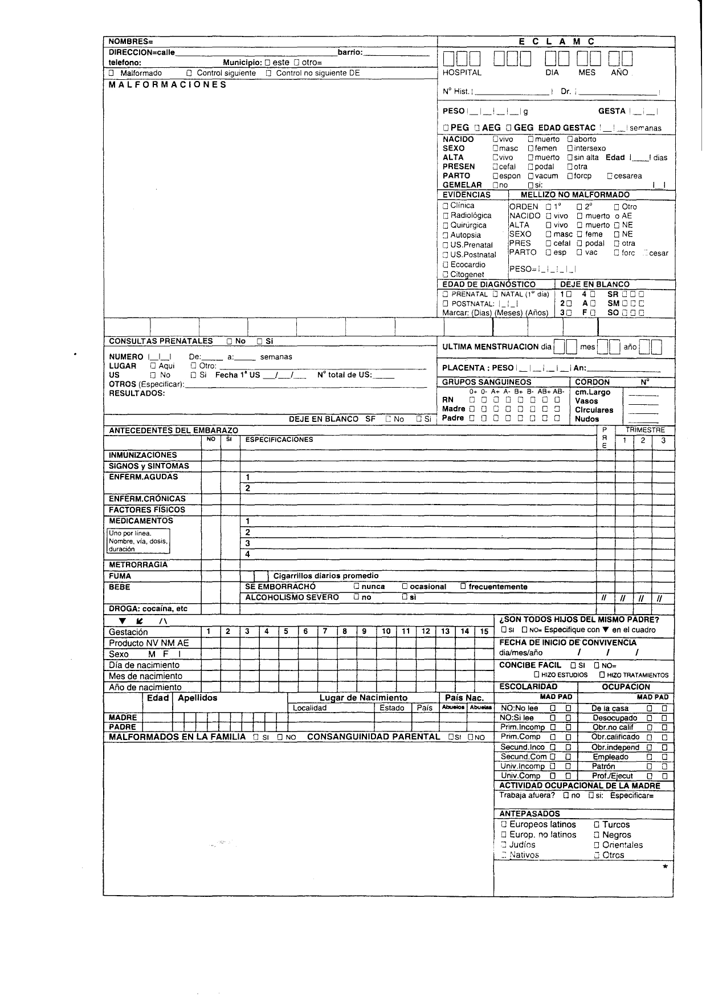 NOMBRES=
DIRECCION=calle barrio:
telefono: Municipio: □ este □ otro=
□ Malformado □ Control siguiente □ Control no siguiente DE
MALFORMACIONES
ECLAMC
HOSPITAL DIA MES AÑO
Nº Hist. Dr.
PESO |_|_|_|_| g GESTA |_|_|
□ PEG □ AEG □ GEG EDAD GESTAC |_|_| semanas
NACIDO □ vivo □ muerto □ aborto
SEXO □ masc □ femen □ intersexo
ALTA □ vivo □ muerto □ sin alta Edad |____| dias
PRESEN □ cefal □ podal □ otra
PARTO □ espon □ vacum □ forcp □ cesarea
GEMELAR □ no □ si: |_|
EVIDENCIAS
□ Clínica
□ Radiológica
□ Quirúrgica
□ Autopsia
□ US.Prenatal
□ US.Postnatal
□ Ecocardio
□ Citogenet
MELLIZO NO MALFORMADO
ORDEN □ 1º □ 2º □ Otro
NACIDO □ vivo □ muerto o AE
ALTA □ vivo □ muerto □ NE
SEXO □ masc □ feme □ NE
PRES □ cefal □ podal □ otra
PARTO □ esp □ vac □ forc □ cesar
PESO= |_|_|_|_|
EDAD DE DIAGNÓSTICO
□ PRENATAL □ NATAL (1er día)
□ POSTNATAL: |_|_|
Marcar: (Dias) (Meses) (Años)
DEJE EN BLANCO
1 □ 4 □ SR □ □ □
2 □ A □ SM □ □ □
3 □ F □ SO □ □ □
CONSULTAS PRENATALES □ No □ Si
NUMERO |_|_| De:_____ a:_____ semanas
LUGAR □ Aqui □ Otro:
US □ No □ Si Fecha 1ª US ___/___/___ Nº total de US:_____
OTROS (Especificar):
RESULTADOS:
DEJE EN BLANCO SF □ No □ Si
ULTIMA MENSTRUACION dia mes año
PLACENTA : PESO |_|_|_|_| An:
GRUPOS SANGUINEOS
0+ 0- A+ A- B+ B- AB+ AB-
RN □ □ □ □ □ □ □ □
Madre □ □ □ □ □ □ □ □
Padre □ □ □ □ □ □ □ □
CORDON Nº
cm.Largo
Vasos
Circulares
Nudos
ANTECEDENTES DEL EMBARAZO
NO SI ESPECIFICACIONES PRE TRIMESTRE
1 2 3
INMUNIZACIONES
SIGNOS y SINTOMAS
ENFERM.AGUDAS 1
2
ENFERM.CRÓNICAS
FACTORES FÍSICOS
MEDICAMENTOS 1
Uno por línea. 2
Nombre, vía, dosis, 3
duración 4
METRORRAGIA
FUMA Cigarrillos diarios promedio
BEBE SE EMBORRACHÓ □ nunca □ ocasional □ frecuentemente
ALCOHOLISMO SEVERO □ no □ si // // // //
DROGA: cocaína, etc
▼ ↙ /\
Gestación 1 2 3 4 5 6 7 8 9 10 11 12 13 14 15
Producto NV NM AE
Sexo M F I
Día de nacimiento
Mes de nacimiento
Año de nacimiento
¿SON TODOS HIJOS DEL MISMO PADRE?
□ SI □ NO= Especifique con ▼ en el cuadro
FECHA DE INICIO DE CONVIVENCIA
dia/mes/año / / /
CONCIBE FACIL □ SI □ NO=
□ HIZO ESTUDIOS □ HIZO TRATAMIENTOS
Edad Apellidos Lugar de Nacimiento País Nac.
Localidad Estado País Abuelos Abuelas
MADRE
PADRE
MALFORMADOS EN LA FAMILIA □ SI □ NO CONSANGUINIDAD PARENTAL □ SI □ NO
ESCOLARIDAD
MAD PAD
NO:No lee □ □
NO:Si lee □ □
Prim.Incomp □ □
Prim.Comp □ □
Secund.Inco □ □
Secund.Com □ □
Univ.Incomp □ □
Univ.Comp □ □
OCUPACION
MAD PAD
De la casa □ □
Desocupado □ □
Obr.no calif □ □
Obr.calificado □ □
Obr.independ □ □
Empleado □ □
Patrón □ □
Prof./Ejecut □ □
ACTIVIDAD OCUPACIONAL DE LA MADRE
Trabaja afuera? □ no □ si: Especificar=
ANTEPASADOS
□ Europeos latinos □ Turcos
□ Europ. no latinos □ Negros
□ Judíos □ Orientales
□ Nativos □ Otros
*